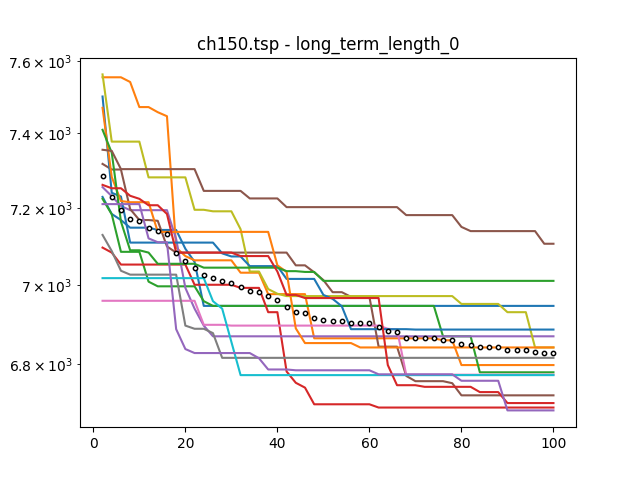 ch150.tsp - long_term_length_0
7.6 × 10³
7.4 × 10³
7.2 × 10³
7 × 10³
6.8 × 10³
0 20 40 60 80 100